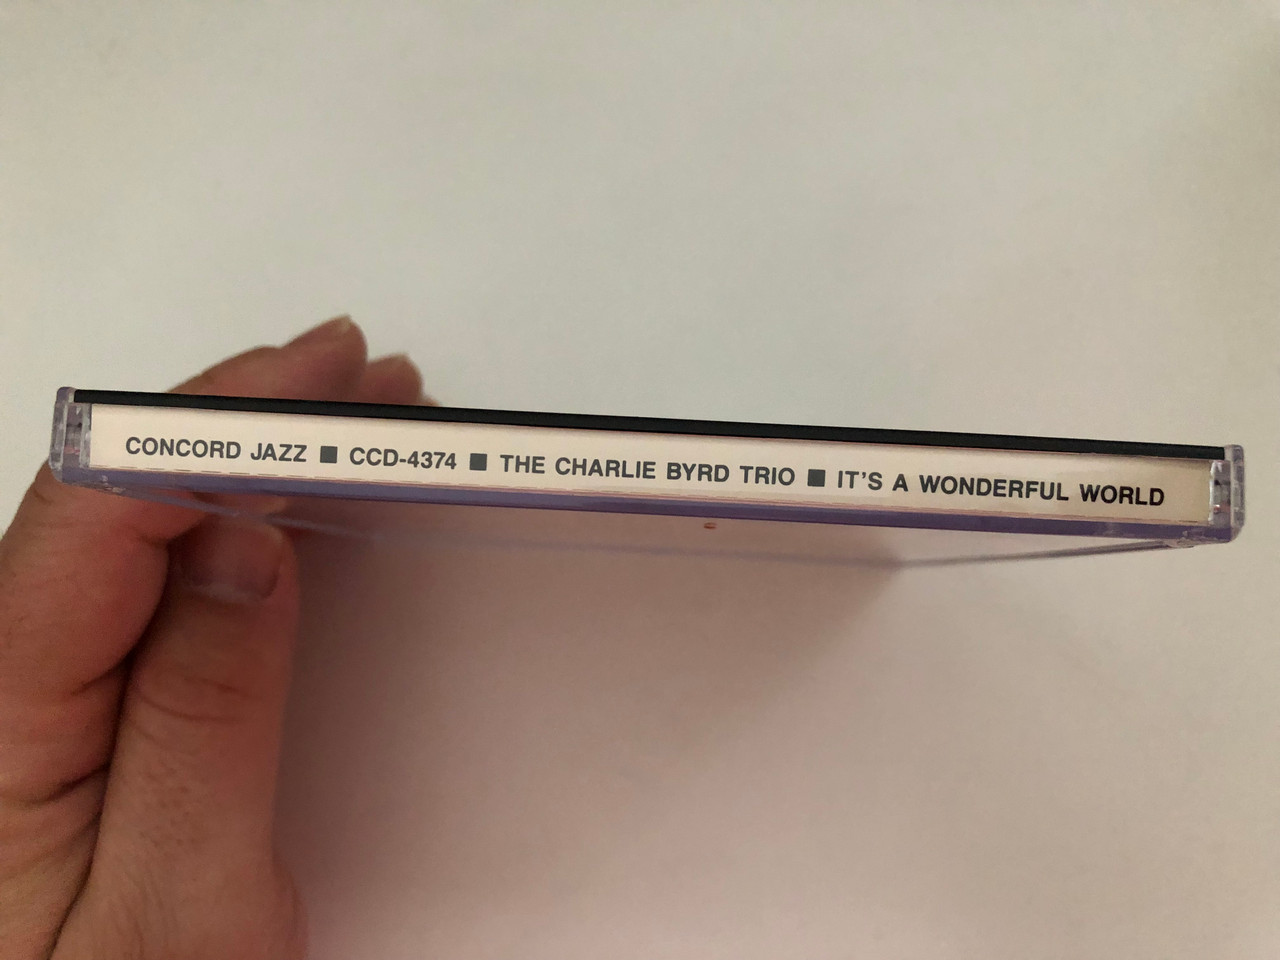 CONCORD JAZZ ■ CCD-4374 ■ THE CHARLIE BYRD TRIO ■ IT'S A WONDERFUL WORLD